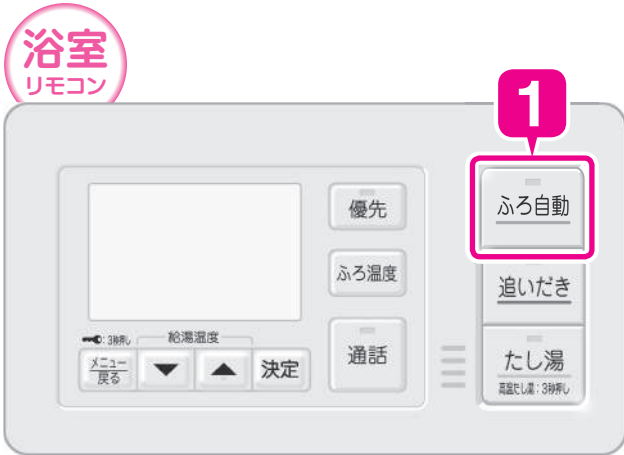 浴室
リモコン
1
優先
ふろ自動
ふろ温度
追いだき
:3秒押し
給湯温度
通話
たし湯
高温たし湯:3秒押し
メニュー
戻る
▼
▲
決定